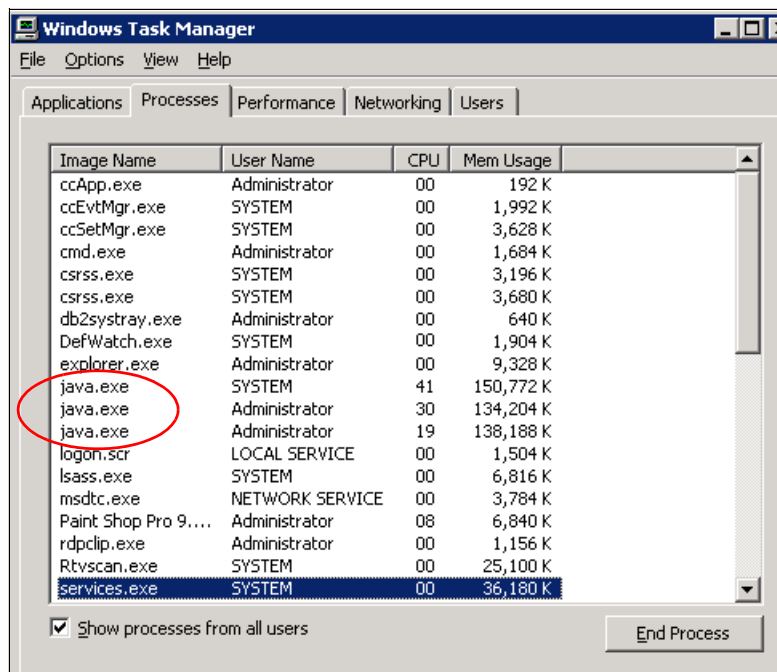 Windows Task Manager
File Options View Help
Applications Processes Performance Networking Users
Image Name User Name CPU Mem Usage
ccApp.exe Administrator 00 192 K
ccEvtMgr.exe SYSTEM 00 1,992 K
ccSetMgr.exe SYSTEM 00 3,628 K
cmd.exe Administrator 00 1,684 K
csrss.exe SYSTEM 00 3,196 K
csrss.exe SYSTEM 00 3,680 K
db2systray.exe Administrator 00 640 K
DefWatch.exe SYSTEM 00 1,904 K
explorer.exe Administrator 00 9,328 K
java.exe SYSTEM 41 150,772 K
java.exe Administrator 30 134,204 K
java.exe Administrator 19 138,188 K
logon.scr LOCAL SERVICE 00 1,504 K
lsass.exe SYSTEM 00 6,816 K
msdtc.exe NETWORK SERVICE 00 3,784 K
Paint Shop Pro 9.... Administrator 08 6,840 K
rdpclip.exe Administrator 00 1,156 K
Rtvscan.exe SYSTEM 00 25,100 K
services.exe SYSTEM 00 36,180 K
Show processes from all users
End Process